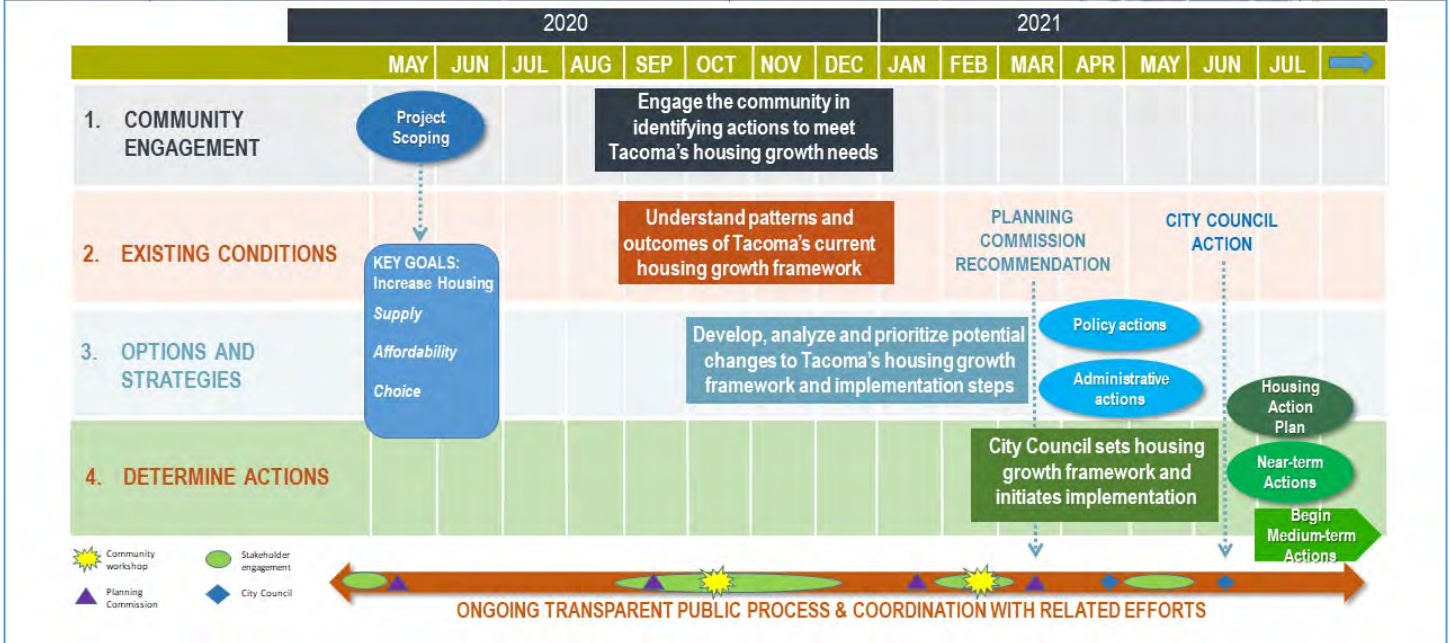 2020
2021
MAY JUN JUL AUG SEP OCT NOV DEC JAN FEB MAR APR MAY JUN JUL
1. COMMUNITY
ENGAGEMENT
Project
Scoping
Engage the community in
identifying actions to meet
Tacoma's housing growth needs
2. EXISTING CONDITIONS
KEY GOALS:
Increase Housing
Supply
Affordability
Choice
Understand patterns and
outcomes of Tacoma's current
housing growth framework
PLANNING
COMMISSION
RECOMMENDATION
CITY COUNCIL
ACTION
3. OPTIONS AND
STRATEGIES
Develop, analyze and prioritize potential
changes to Tacoma's housing growth
framework and implementation steps
Policy actions
Administrative
actions
Housing
Action
Plan
4. DETERMINE ACTIONS
City Council sets housing
growth framework and
initiates implementation
Near-term
Actions
Begin
Medium-term
Actions
Community
workshop
Stakeholder
engagement
Planning
Commission
City Council
ONGOING TRANSPARENT PUBLIC PROCESS & COORDINATION WITH RELATED EFFORTS